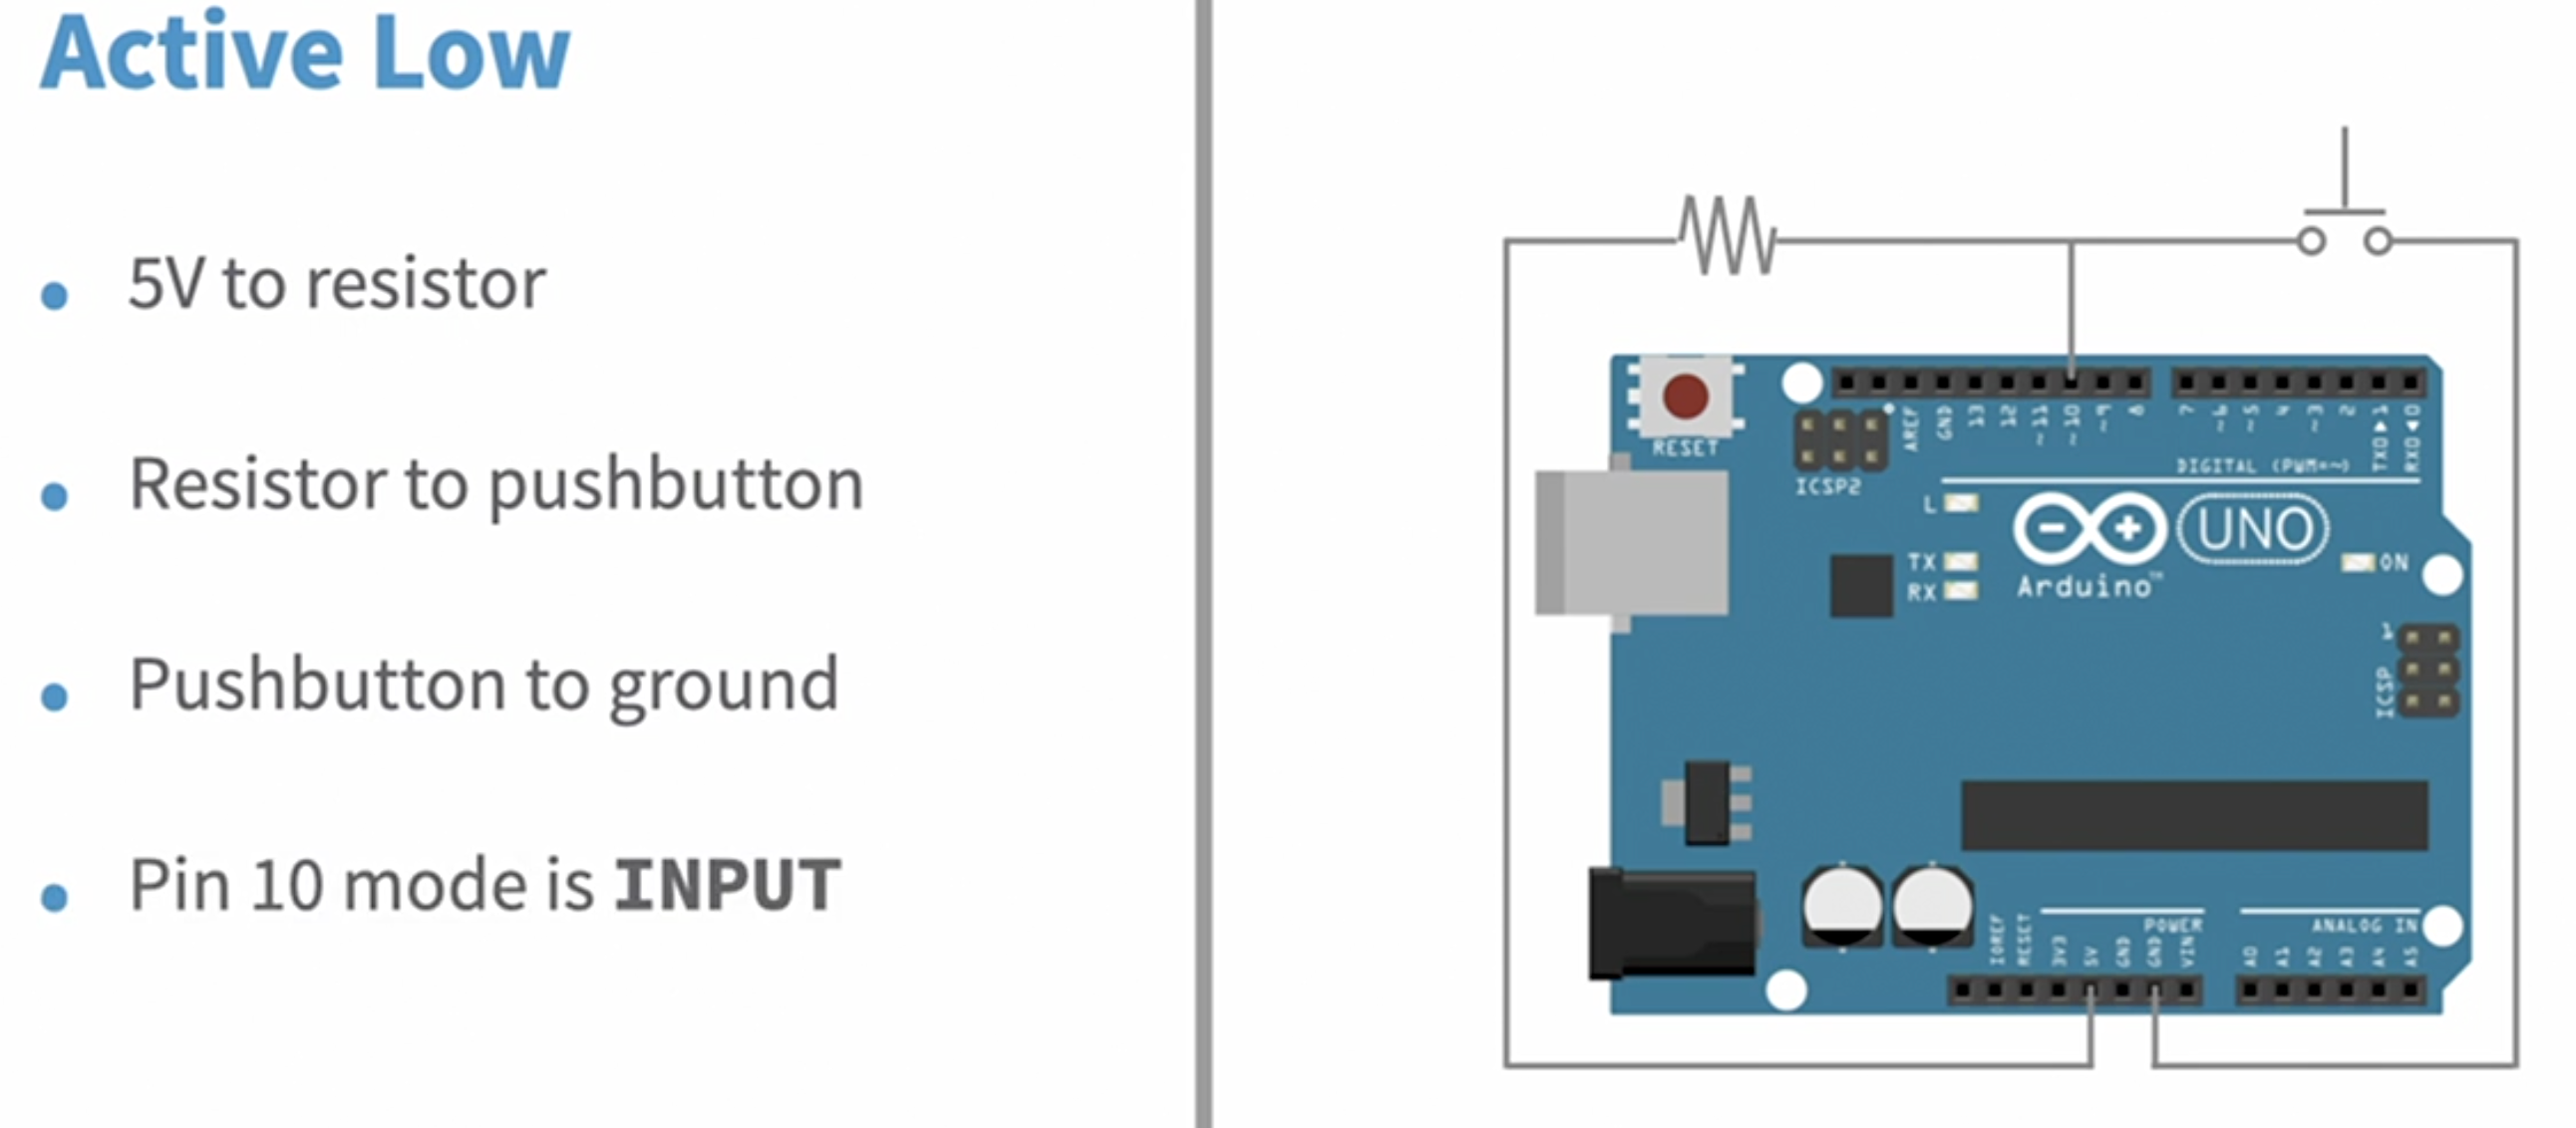 Active Low
5V to resistor
Resistor to pushbutton
Pushbutton to ground
Pin 10 mode is INPUT
RESET
ICSP2
AREF
GND
13
12
~11
~10
~9
8
7
~6
~5
4
~3
2
TXD▶1
RXD◀0
DIGITAL (PWM=~)
L
TX
RX
UNO
Arduino™
ON
1
ICSP
POWER
ANALOG IN
IOREF
RESET
3V3
5V
GND
GND
VIN
A0
A1
A2
A3
A4
A5